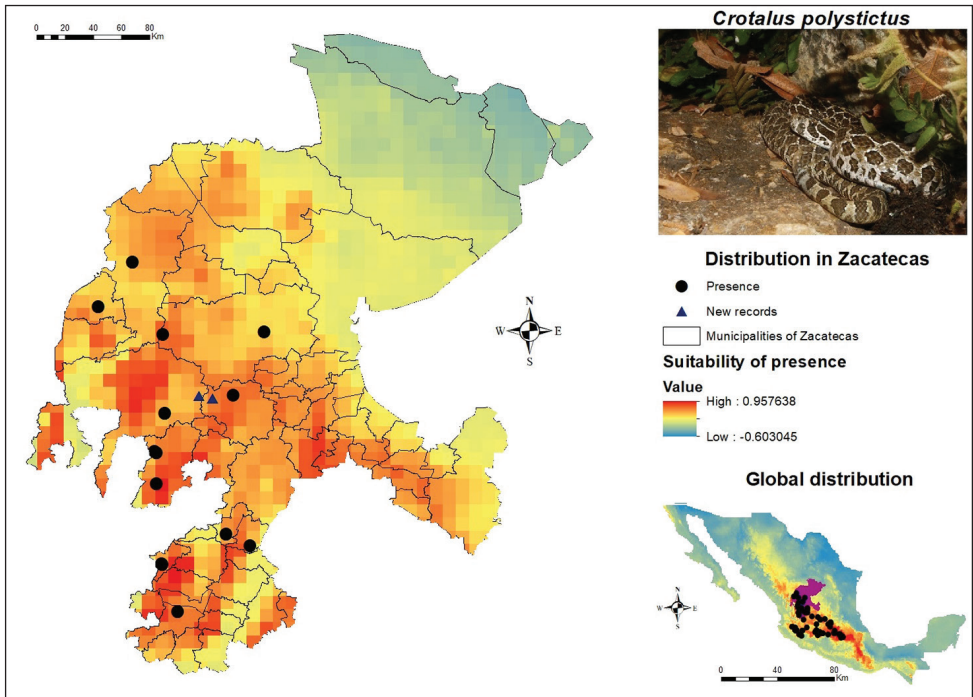 0 20 40 60 80
Km
Crotalus polystictus
Distribution in Zacatecas
Presence
New records
Municipalities of Zacatecas
Suitability of presence
Value
High : 0.957638
Low : -0.603045
N
W E
S
Global distribution
N
W E
S
0 20 40 80
Km